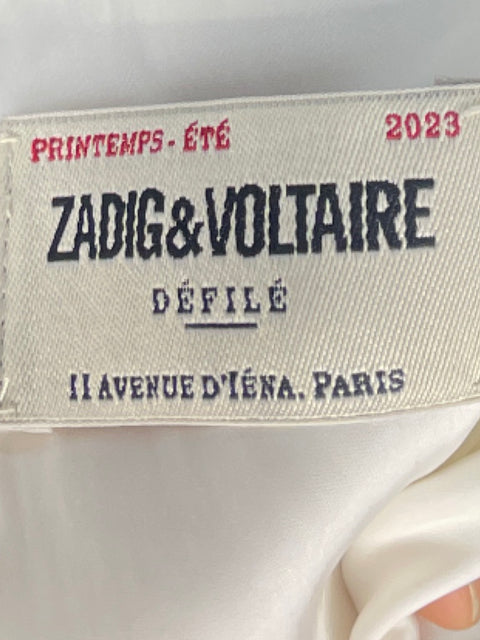 PRINTEMPS - ÉTÉ 2023
ZADIG&VOLTAIRE
DÉFILÉ
11 AVENUE D'IÉNA. PARIS